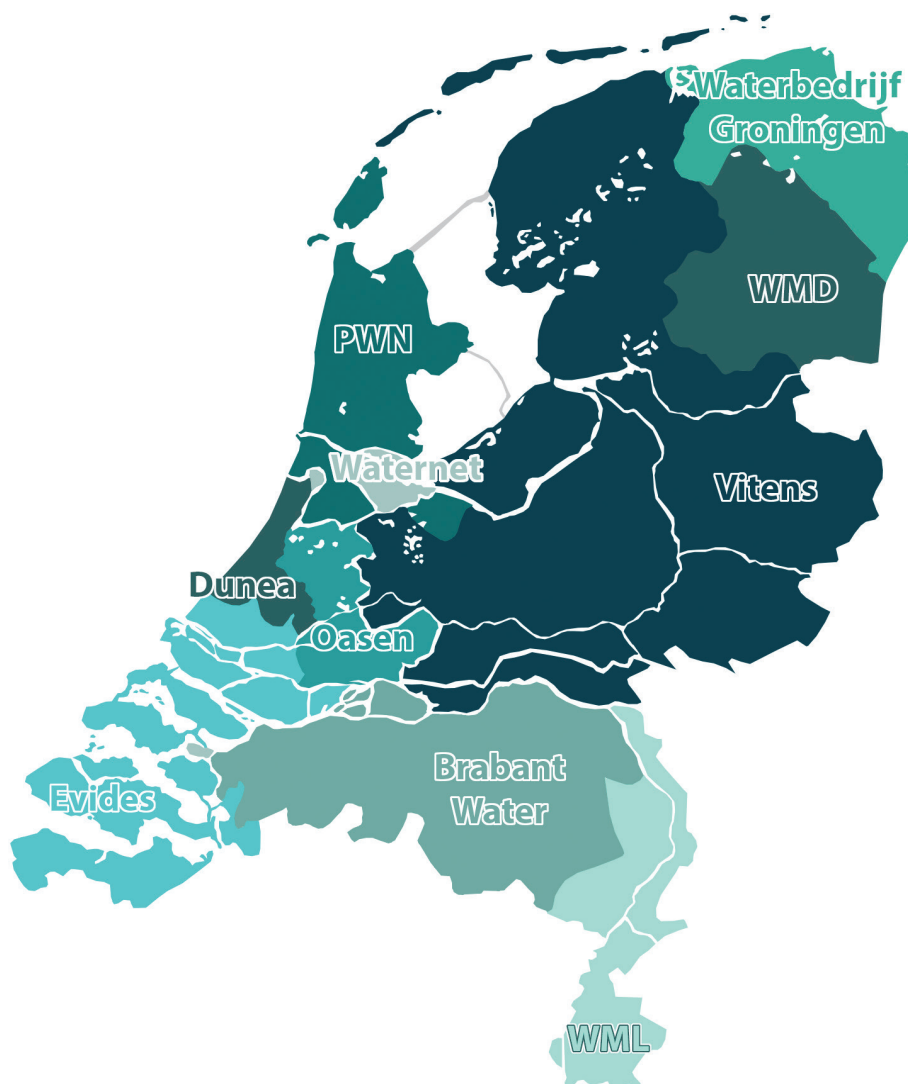 Waterbedrijf
Groningen
WMD
PWN
Waternet
Vitens
Dunea
Oasen
Brabant
Water
Evides
WML